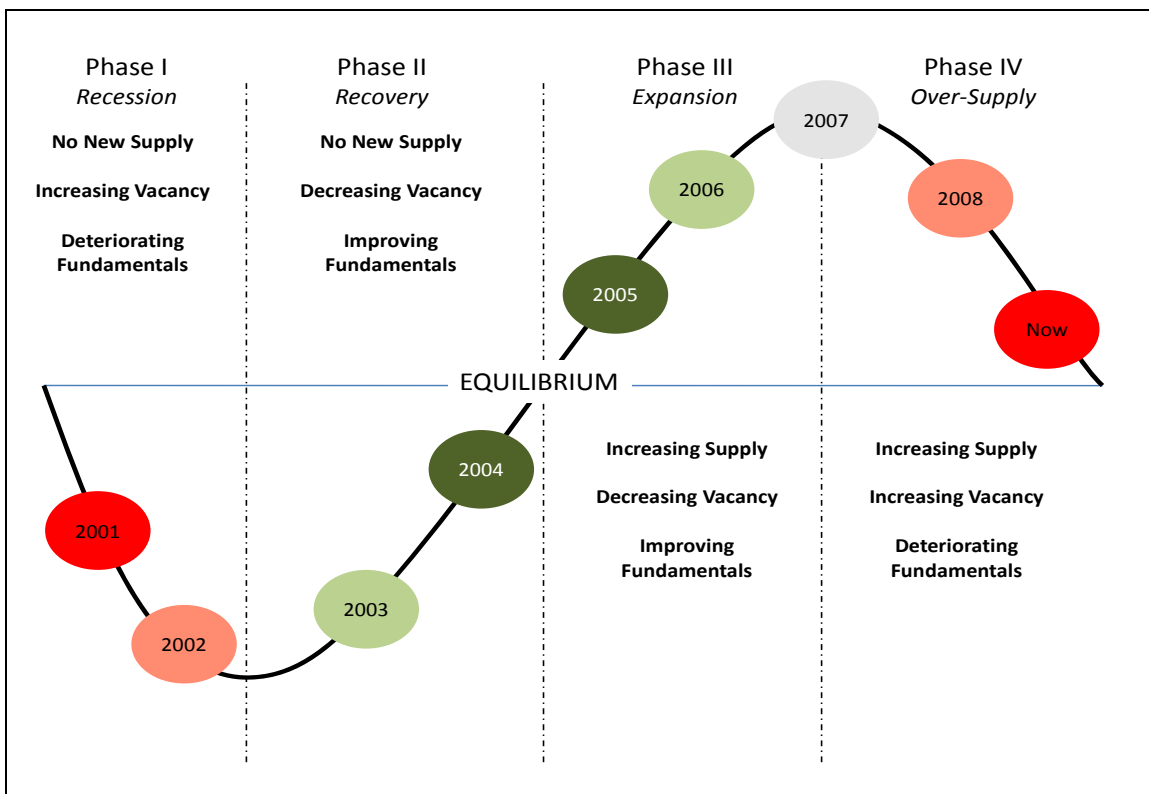 Phase I
Recession
No New Supply
Increasing Vacancy
Deteriorating
Fundamentals
Phase II
Recovery
No New Supply
Decreasing Vacancy
Improving
Fundamentals
Phase III
Expansion
Phase IV
Over-Supply
2007
2006
2008
2005
Now
EQUILIBRIUM
2004
2001
2003
2002
Increasing Supply
Decreasing Vacancy
Improving
Fundamentals
Increasing Supply
Increasing Vacancy
Deteriorating
Fundamentals